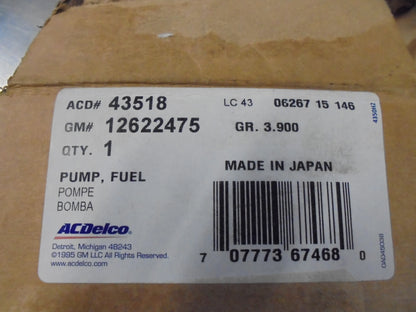 ACD# 43518 LC 43 06267 15 146
GM# 12622475 GR. 3.900
QTY. 1
PUMP, FUEL MADE IN JAPAN
POMPE
BOMBA
ACDelco
Detroit, Michigan 48243
©1995 GM LLC All Rights Reserved.
www.acdelco.com
7 07773 67468 0
4350HZ
OA045038